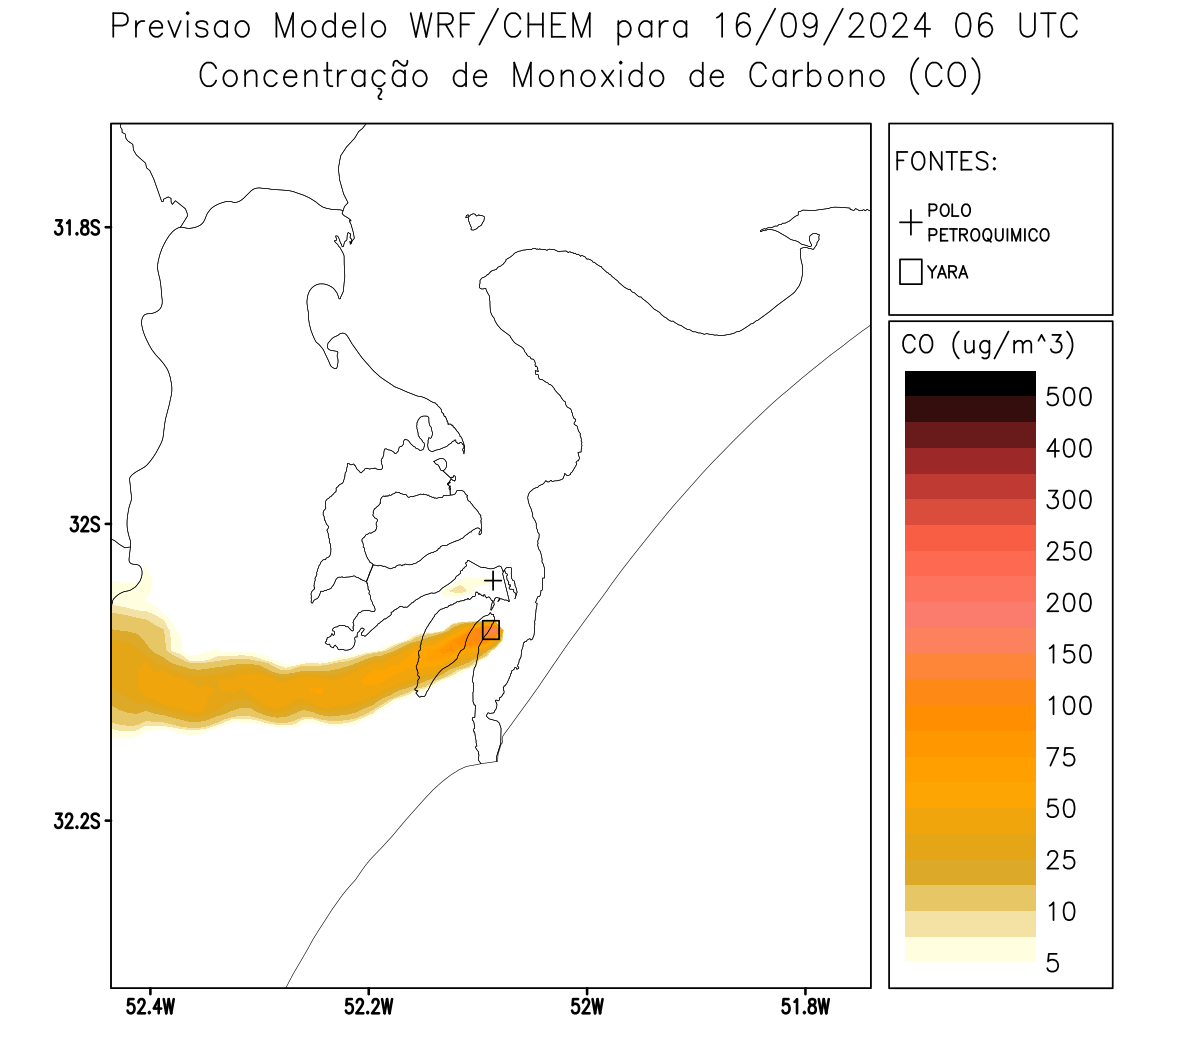 Previsao Modelo WRF/CHEM para 16/09/2024 06 UTC
Concentração de Monoxido de Carbono (CO)
FONTES:
POLO
PETROQUIMICO
YARA
CO (ug/m^3)
500
400
300
250
200
150
100
75
50
25
10
5
31.8S
32S
32.2S
52.4W
52.2W
52W
51.8W